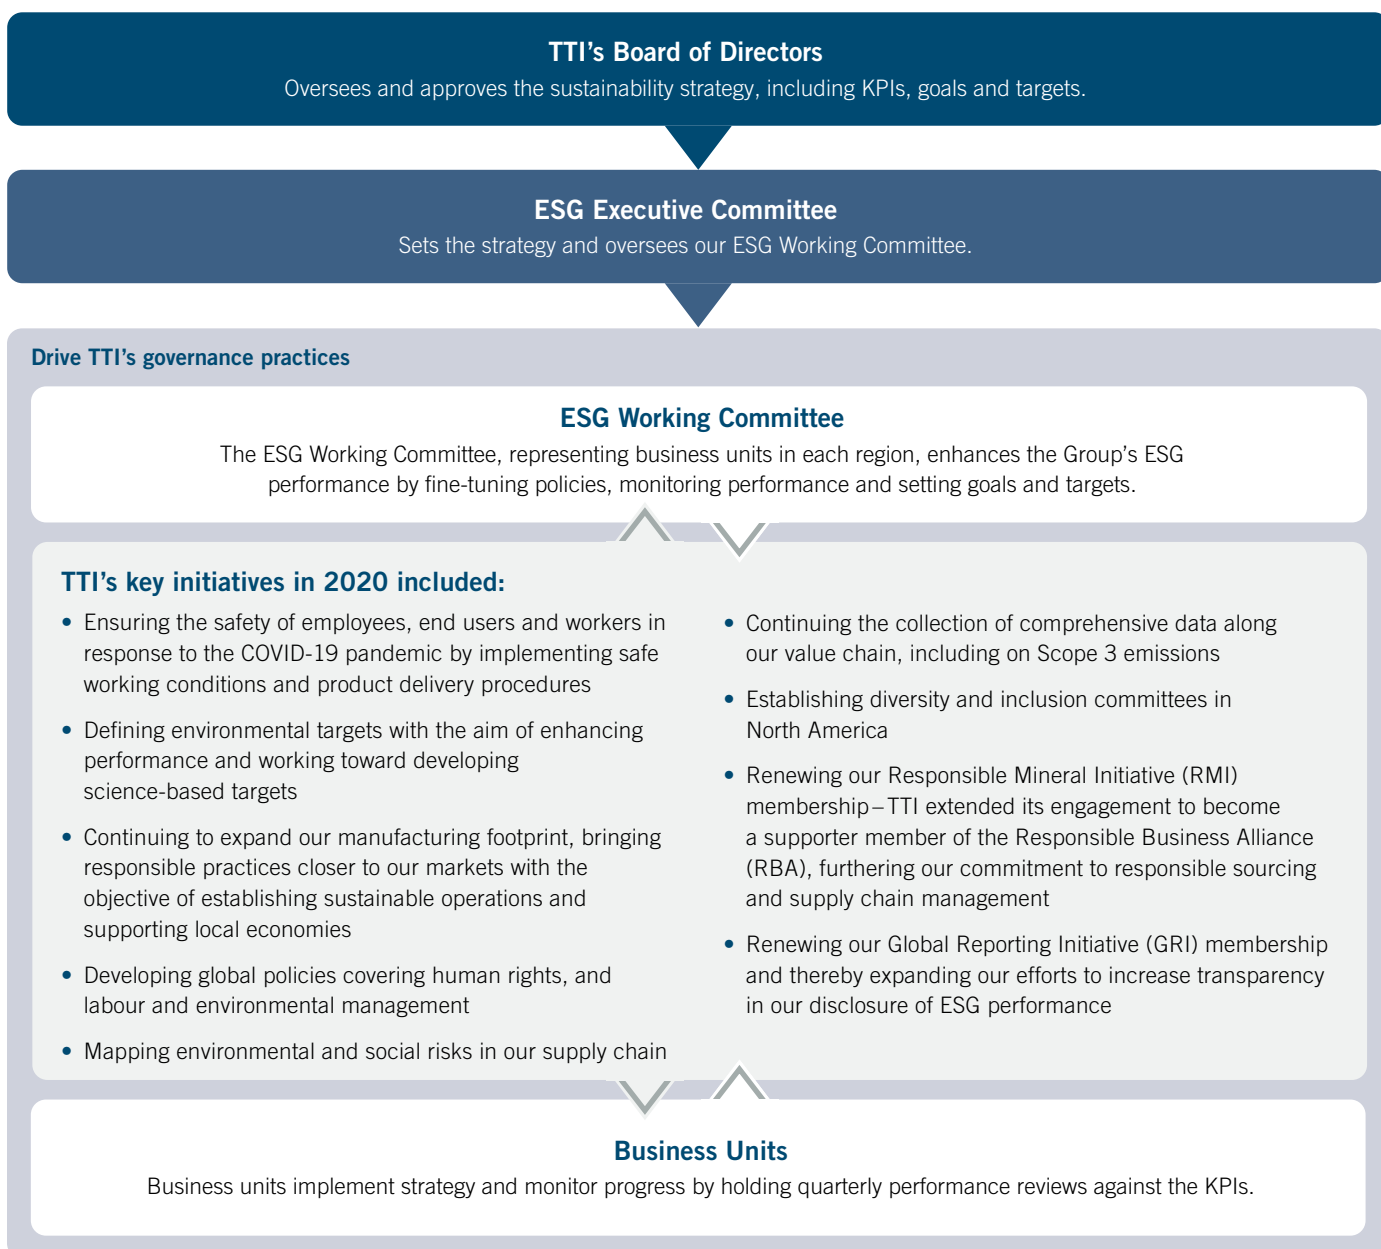 TTI’s Board of Directors
Oversees and approves the sustainability strategy, including KPIs, goals and targets.
ESG Executive Committee
Sets the strategy and oversees our ESG Working Committee.
Drive TTI’s governance practices
ESG Working Committee
The ESG Working Committee, representing business units in each region, enhances the Group’s ESG
performance by fine-tuning policies, monitoring performance and setting goals and targets.
TTI’s key initiatives in 2020 included:
• Ensuring the safety of employees, end users and workers in
response to the COVID-19 pandemic by implementing safe
working conditions and product delivery procedures
• Defining environmental targets with the aim of enhancing
performance and working toward developing
science-based targets
• Continuing to expand our manufacturing footprint, bringing
responsible practices closer to our markets with the
objective of establishing sustainable operations and
supporting local economies
• Developing global policies covering human rights, and
labour and environmental management
• Mapping environmental and social risks in our supply chain
• Continuing the collection of comprehensive data along
our value chain, including on Scope 3 emissions
• Establishing diversity and inclusion committees in
North America
• Renewing our Responsible Mineral Initiative (RMI)
membership – TTI extended its engagement to become
a supporter member of the Responsible Business Alliance
(RBA), furthering our commitment to responsible sourcing
and supply chain management
• Renewing our Global Reporting Initiative (GRI) membership
and thereby expanding our efforts to increase transparency
in our disclosure of ESG performance
Business Units
Business units implement strategy and monitor progress by holding quarterly performance reviews against the KPIs.